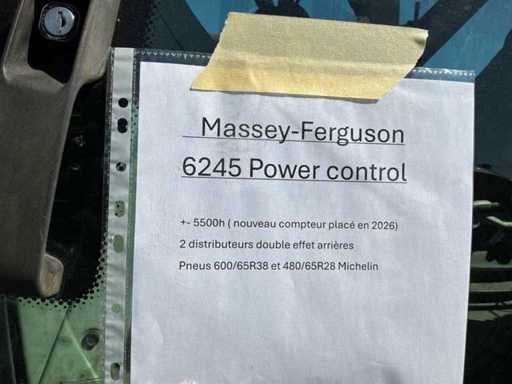 Massey-Ferguson
6245 Power control
+- 5500h ( nouveau compteur placé en 2026)
2 distributeurs double effet arrières
Pneus 600/65R38 et 480/65R28 Michelin